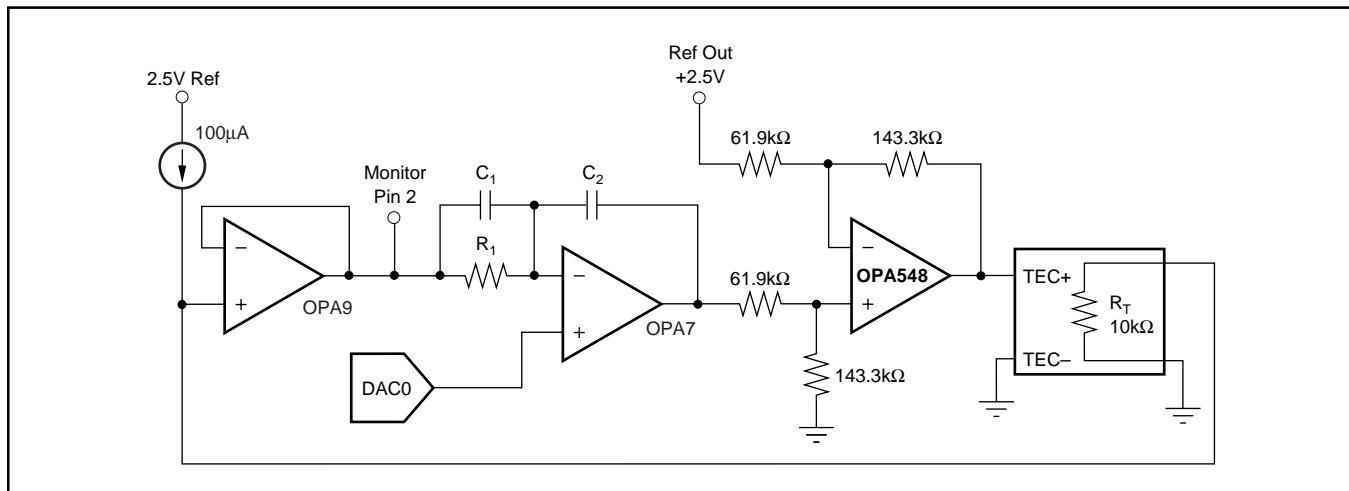 2.5V Ref
100μA
−
+
OPA9
Monitor
Pin 2
C1
R1
C2
−
+
OPA7
DAC0
Ref Out
+2.5V
61.9kΩ
143.3kΩ
−
+
OPA548
61.9kΩ
143.3kΩ
TEC+
TEC−
RT
10kΩ